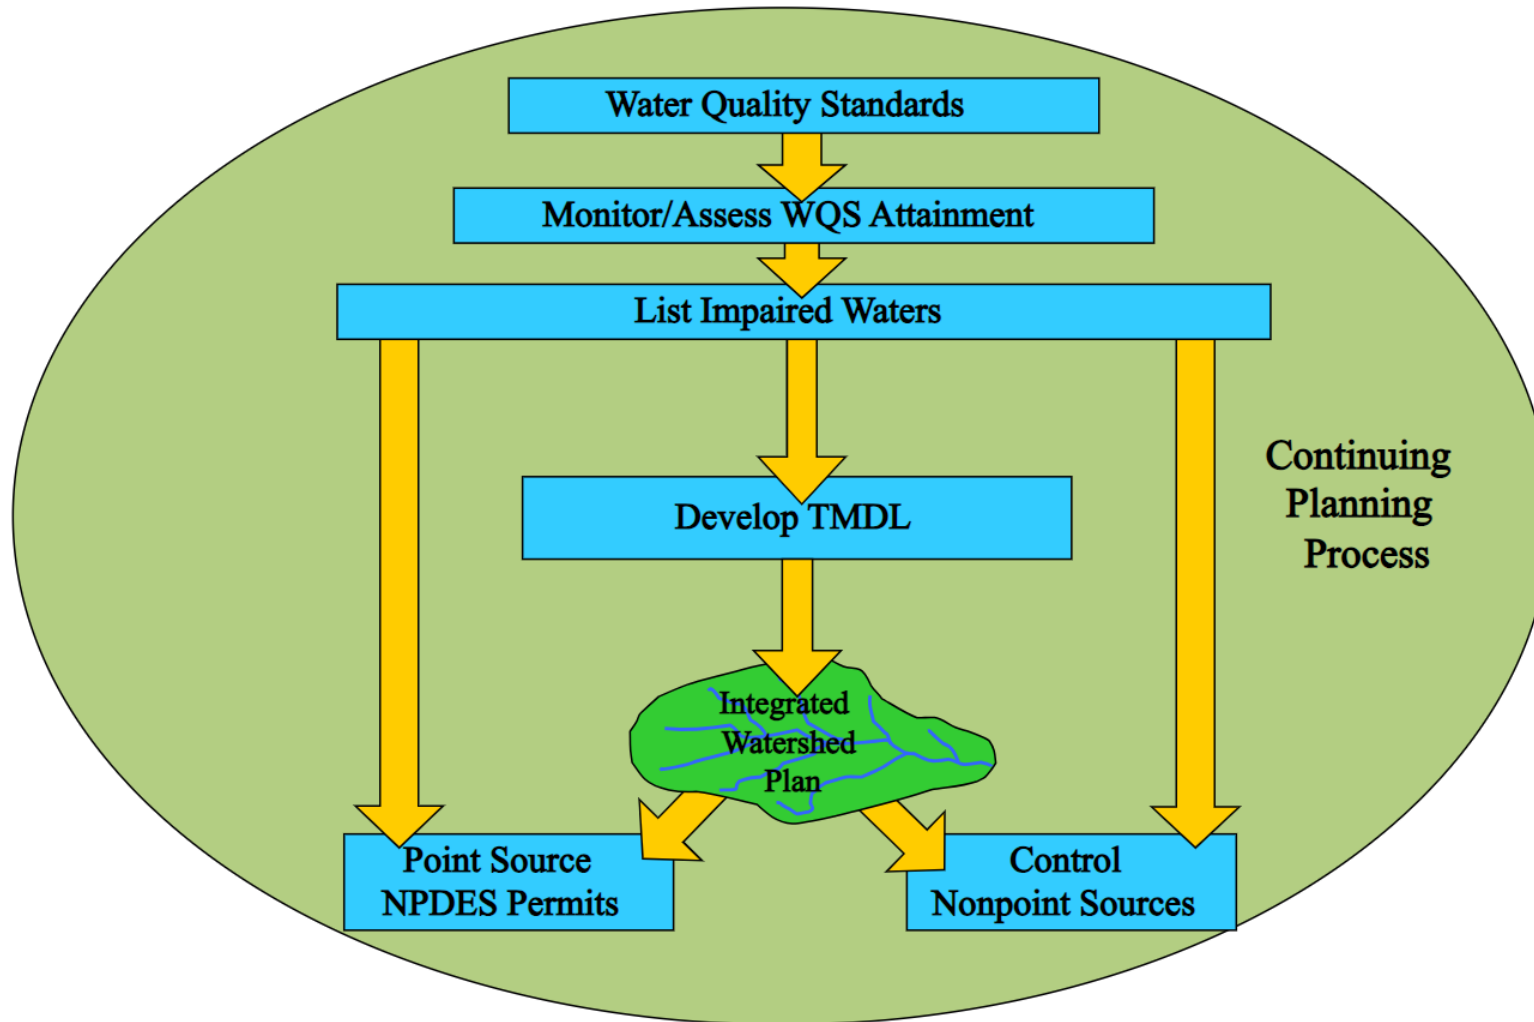 Water Quality Standards
Monitor/Assess WQS Attainment
List Impaired Waters
Continuing
Planning
Process
Develop TMDL
Integrated
Watershed
Plan
Point Source
NPDES Permits
Control
Nonpoint Sources